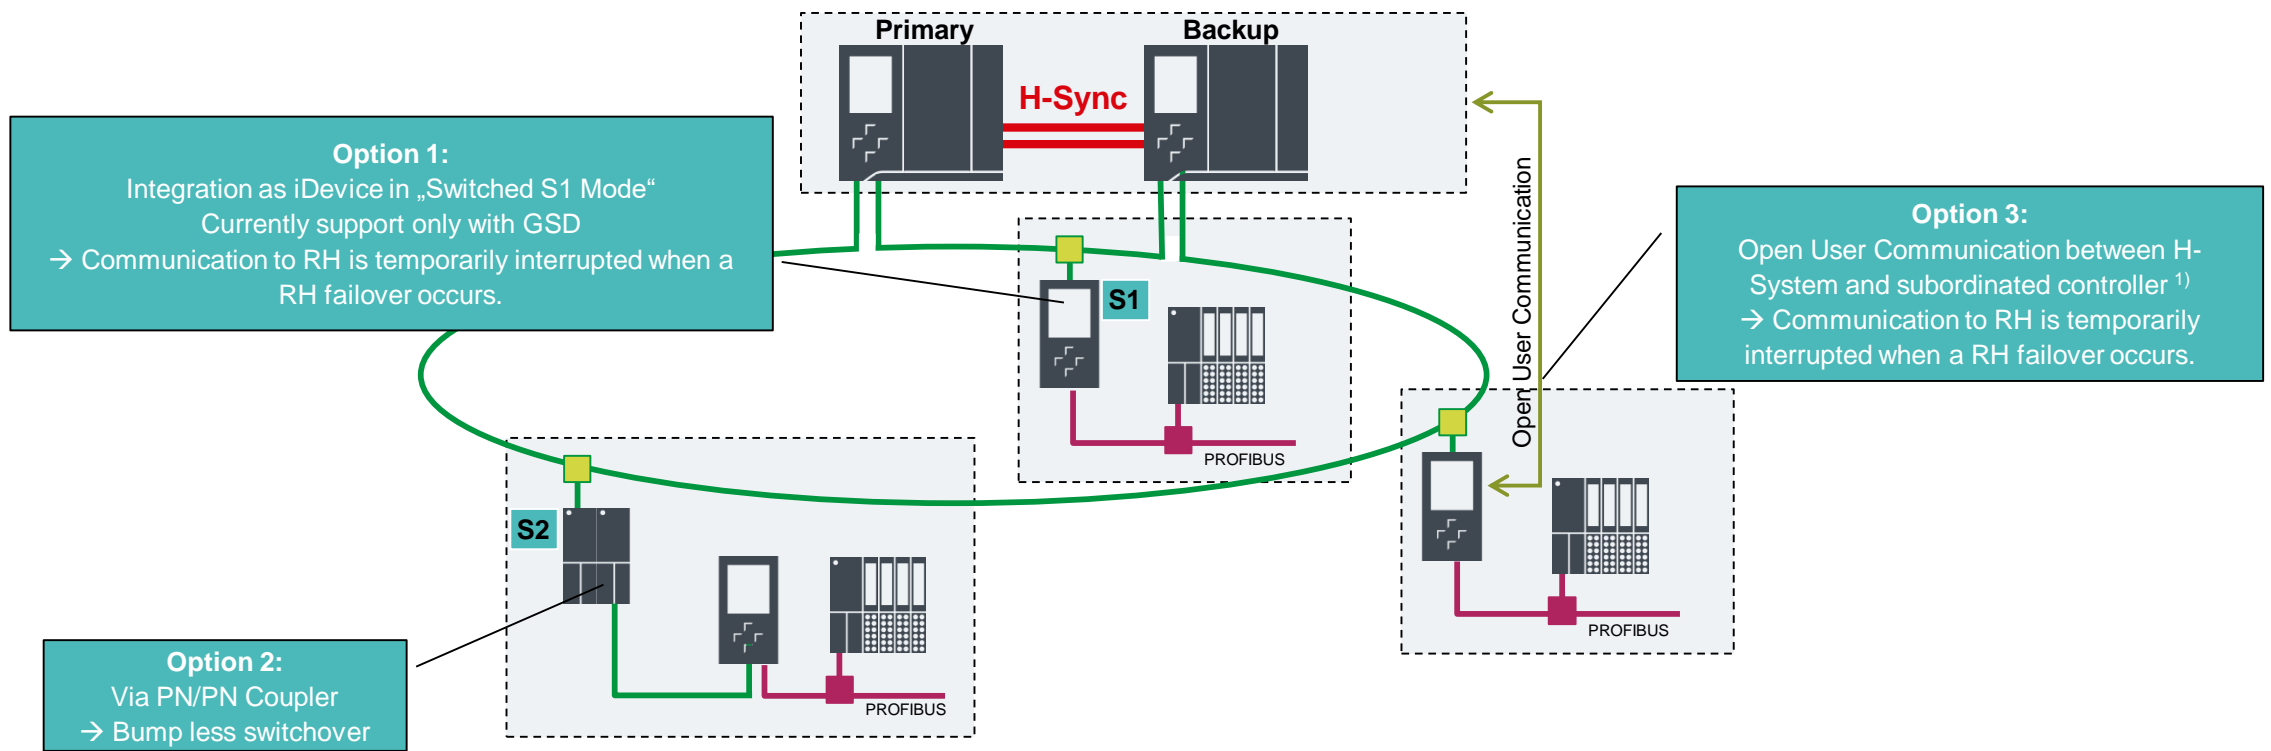 Primary
Backup
H-Sync
Option 1:
Integration as iDevice in „Switched S1 Mode“
Currently support only with GSD
→ Communication to RH is temporarily interrupted when a
RH failover occurs.
Open User Communication
Option 3:
Open User Communication between H-
System and subordinated controller 1)
→ Communication to RH is temporarily
interrupted when a RH failover occurs.
S1
PROFIBUS
S2
PROFIBUS
PROFIBUS
Option 2:
Via PN/PN Coupler
→ Bump less switchover